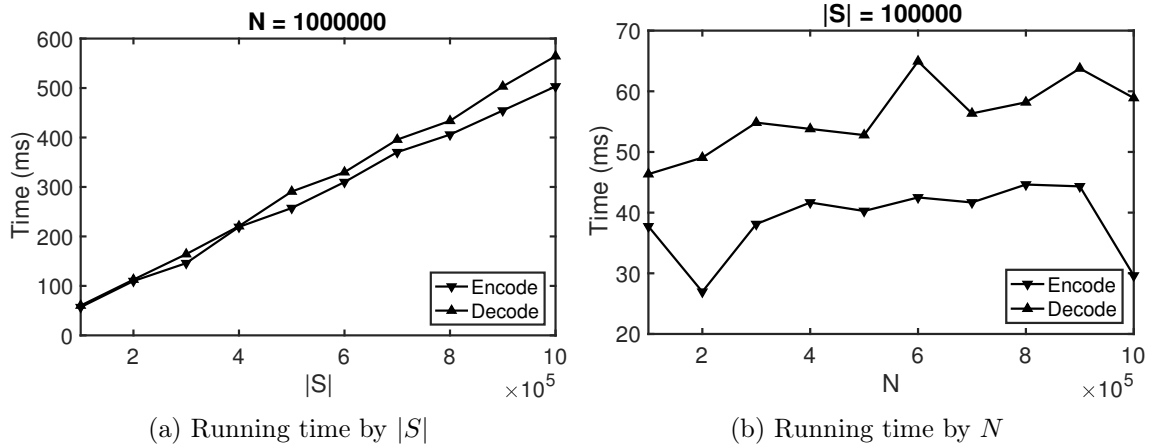 N = 1000000
600
500
400
300
200
100
0
Time (ms)
2
4
6
8
10
|S|
×10^5
Encode
Decode
(a) Running time by |S|
|S| = 100000
70
60
50
40
30
20
Time (ms)
2
4
6
8
10
N
×10^5
Encode
Decode
(b) Running time by N